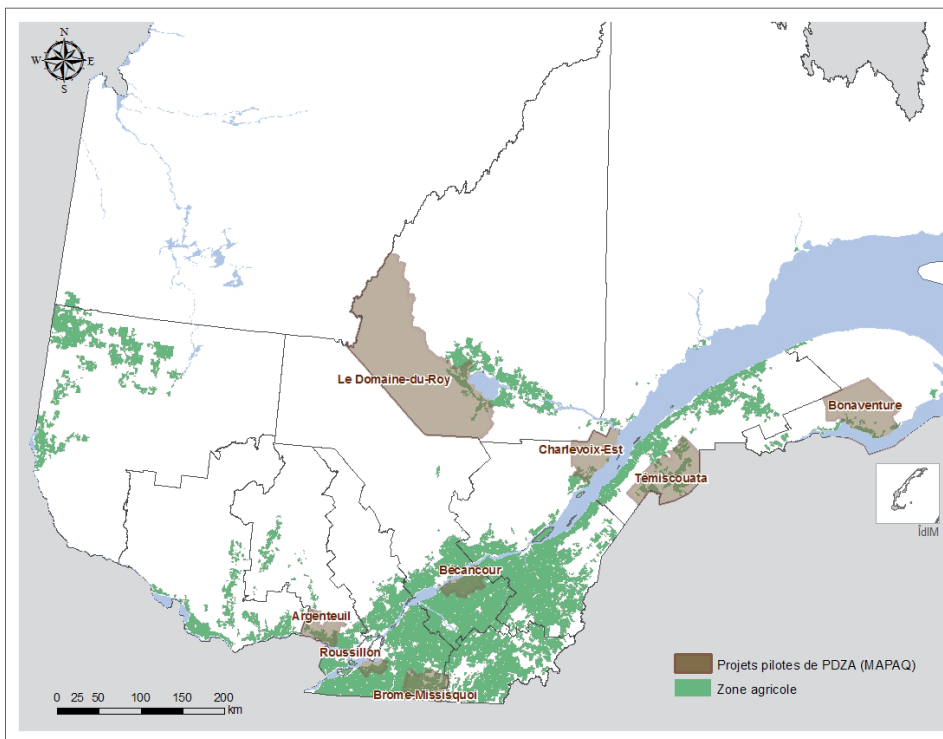 N
W E
S
Le Domaine-du-Roy
Bonaventure
Charlevoix-Est
Témiscouata
IdIM
Bécancour
Argenteuil
Roussillon
Brome-Missisquoi
Projets pilotes de PDZA (MAPAQ)
Zone agricole
0 25 50 100 150 200
km